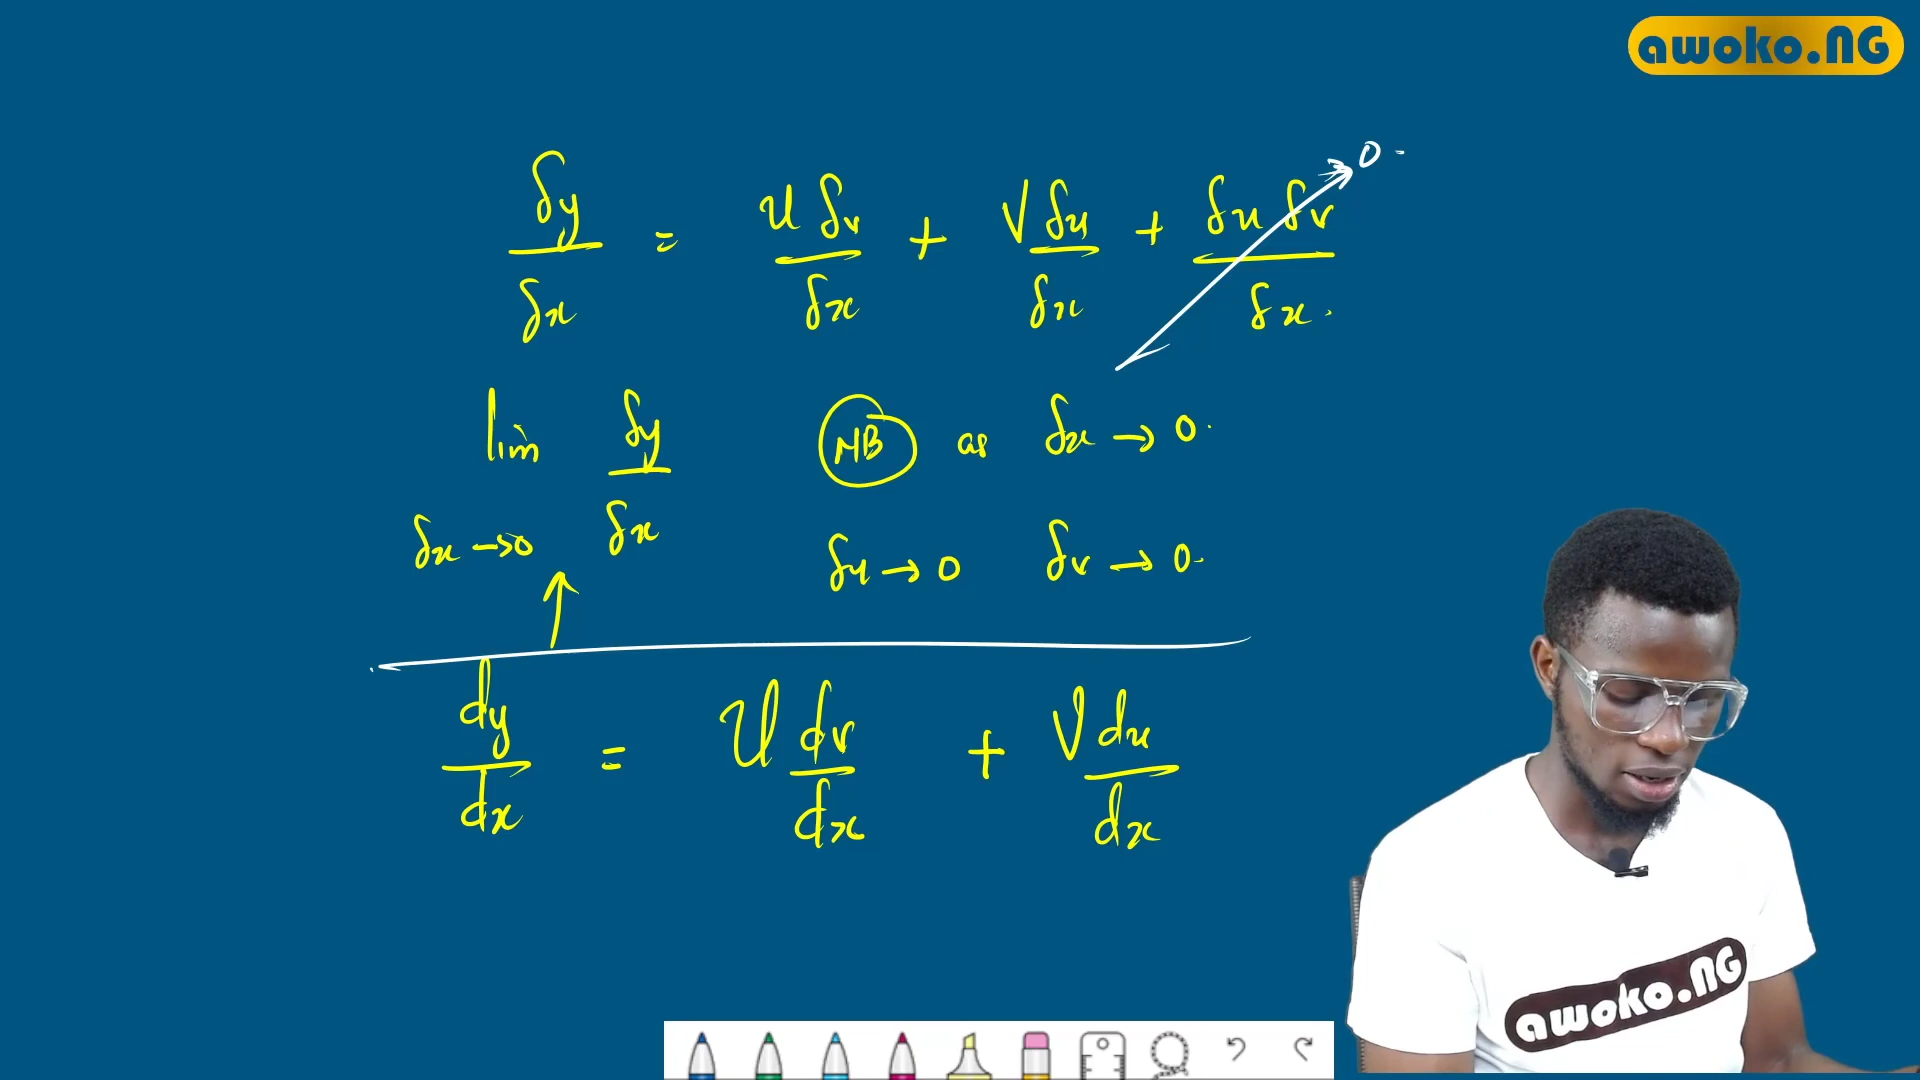 awoko.NG
δy/δx = u δv/δx + v δu/δx + δu δv/δx. 0.
lim δx→0 δy/δx
NB as δx → 0.
δu → 0 δv → 0.
dy/dx = U dv/dx + V du/dx
awoko.NG